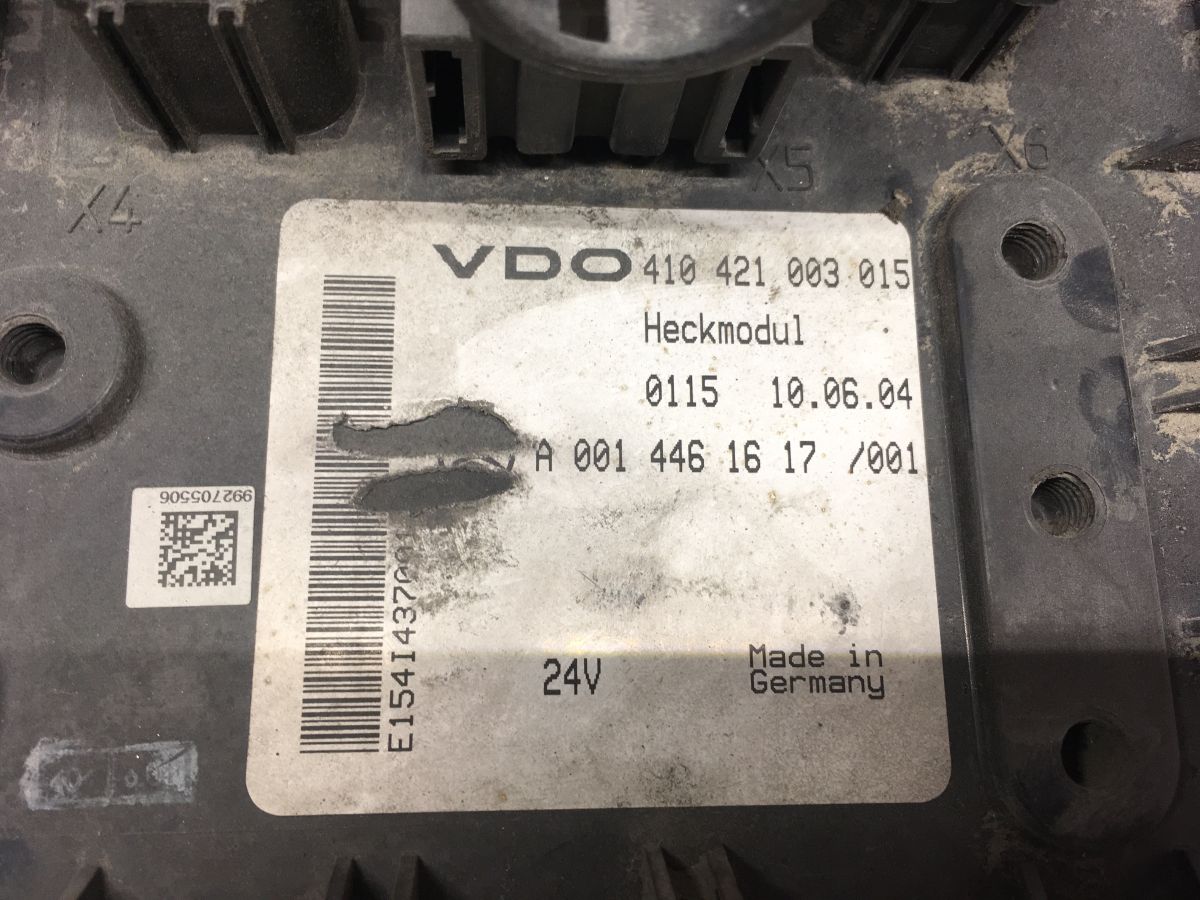 X4
X5
X6
VDO 410 421 003 015
Heckmodul
0115 10.06.04
A 001 446 16 17 /001
992705506
E154I437
24V
Made in
Germany